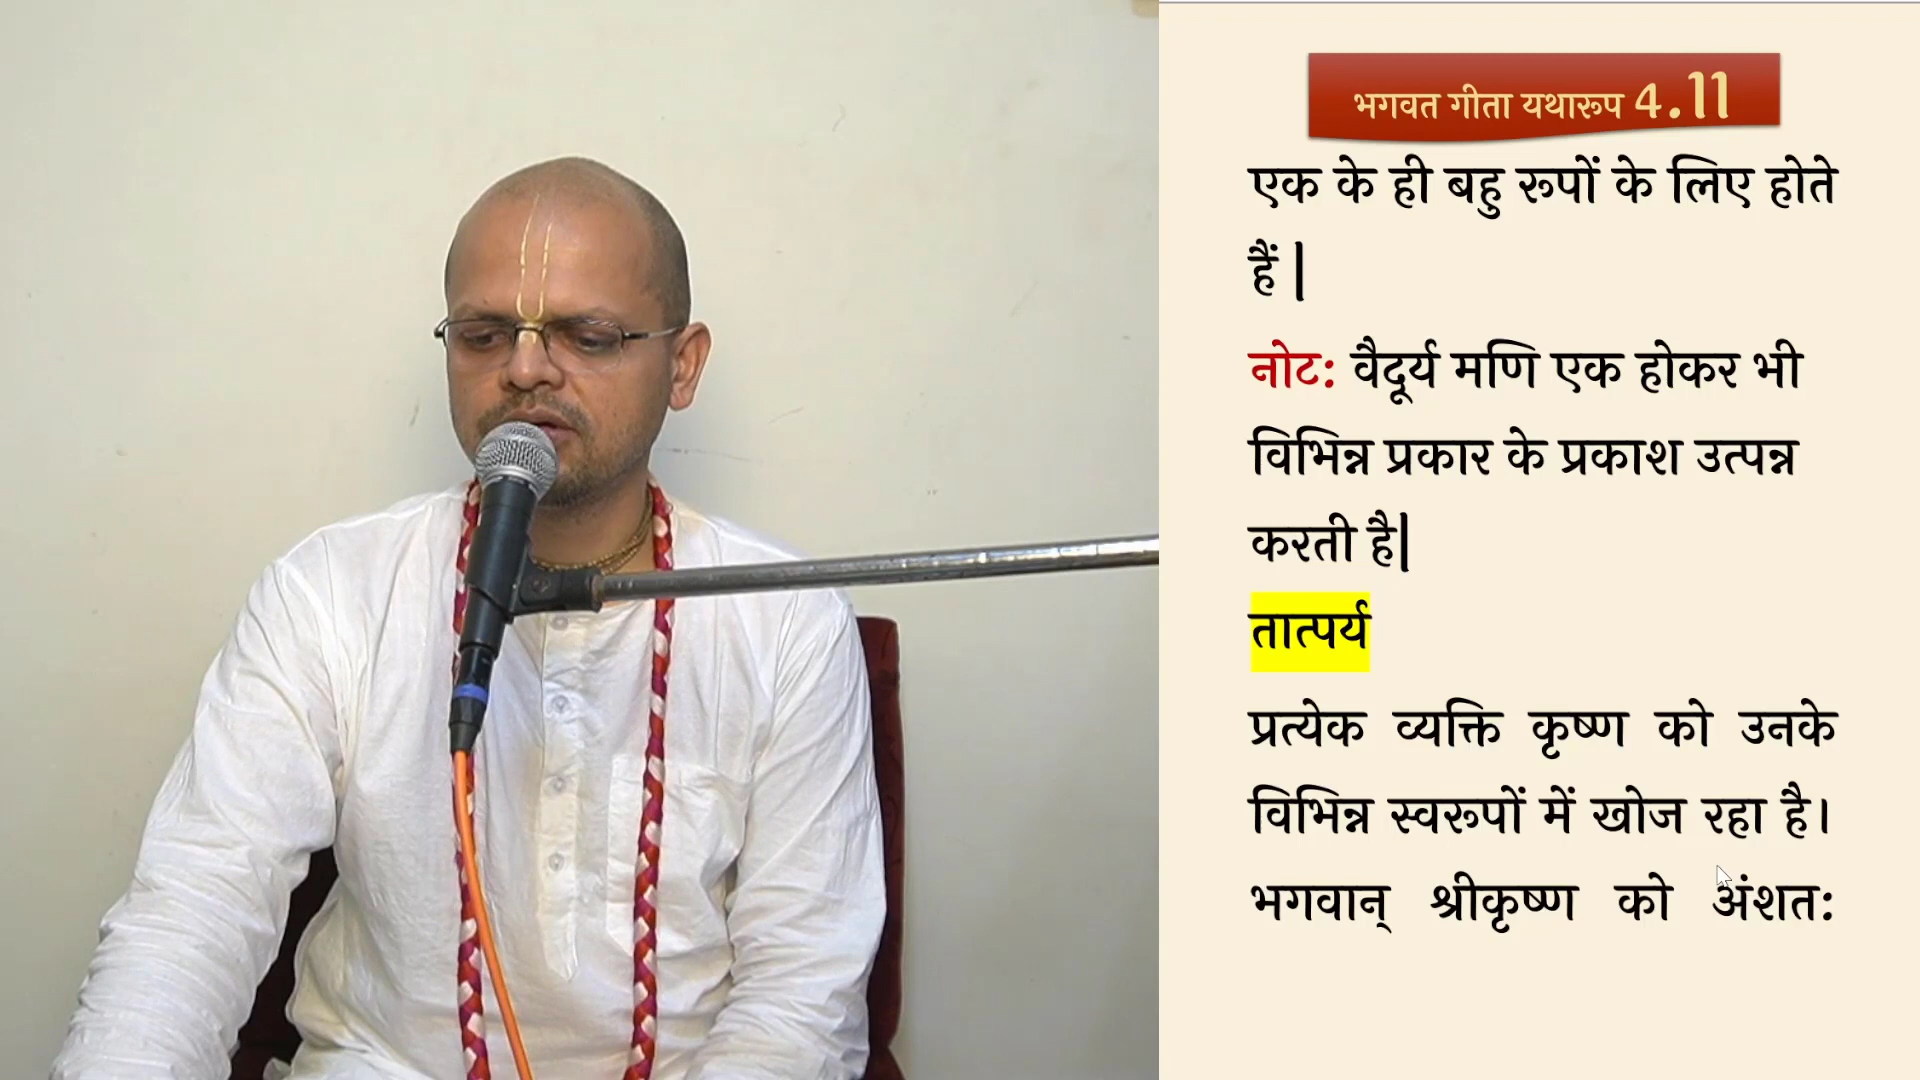 भगवत गीता यथारूप 4.11
एक के ही बहु रूपों के लिए होते
हैं |
नोट: वैदूर्य मणि एक होकर भी
विभिन्न प्रकार के प्रकाश उत्पन्न
करती है|
तात्पर्य
प्रत्येक व्यक्ति कृष्ण को उनके
विभिन्न स्वरूपों में खोज रहा है।
भगवान् श्रीकृष्ण को अंशत: